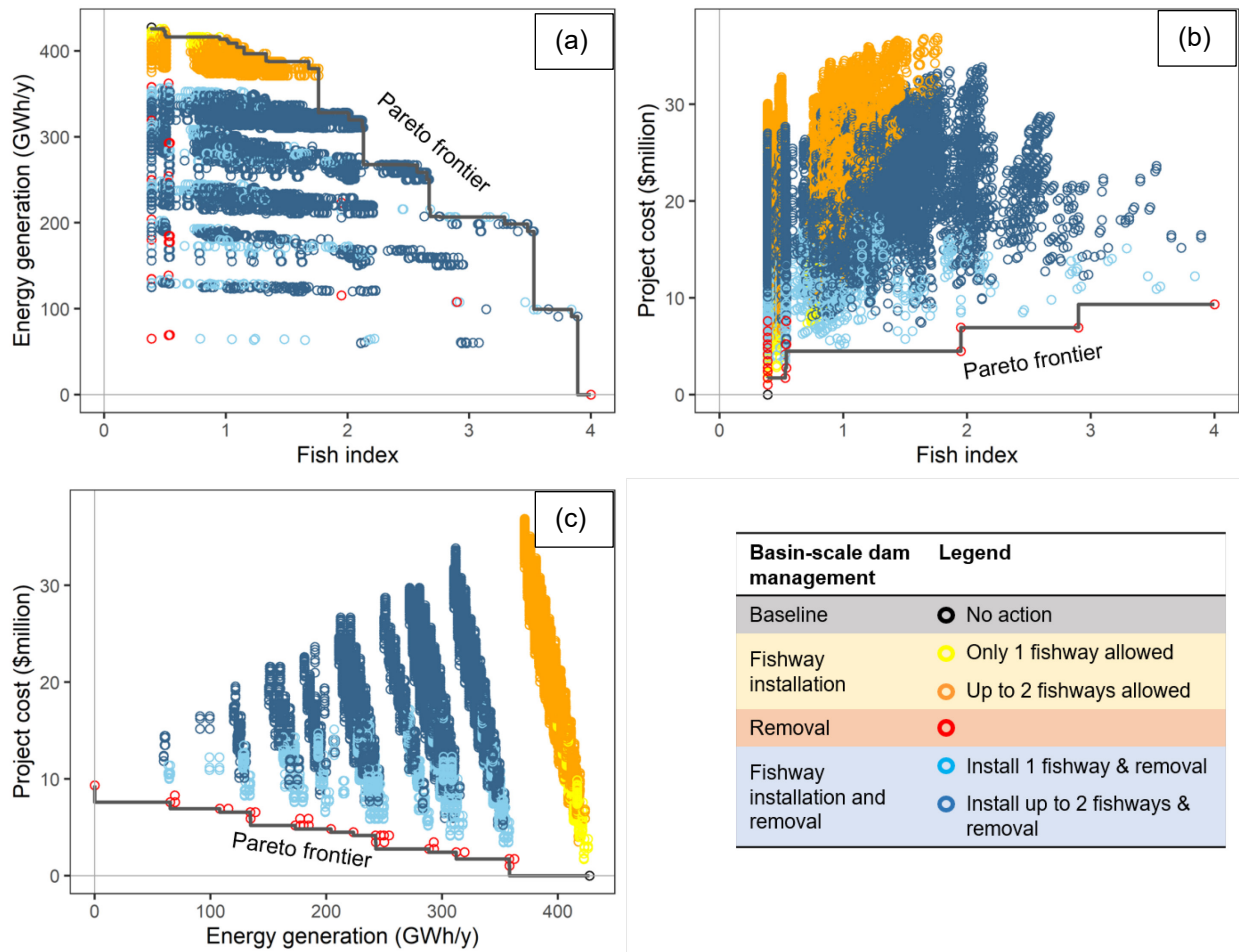 (a)
Energy generation (GWh/y)
400
300
200
100
0
Pareto frontier
0 1 2 3 4
Fish index
(b)
Project cost ($million)
30
20
10
0
Pareto frontier
0 1 2 3 4
Fish index
(c)
Project cost ($million)
30
20
10
0
Pareto frontier
0 100 200 300 400
Energy generation (GWh/y)
Basin-scale dam Legend
management
Baseline No action
Fishway Only 1 fishway allowed
installation Up to 2 fishways allowed
Removal
Fishway Install 1 fishway & removal
installation and Install up to 2 fishways &
removal removal